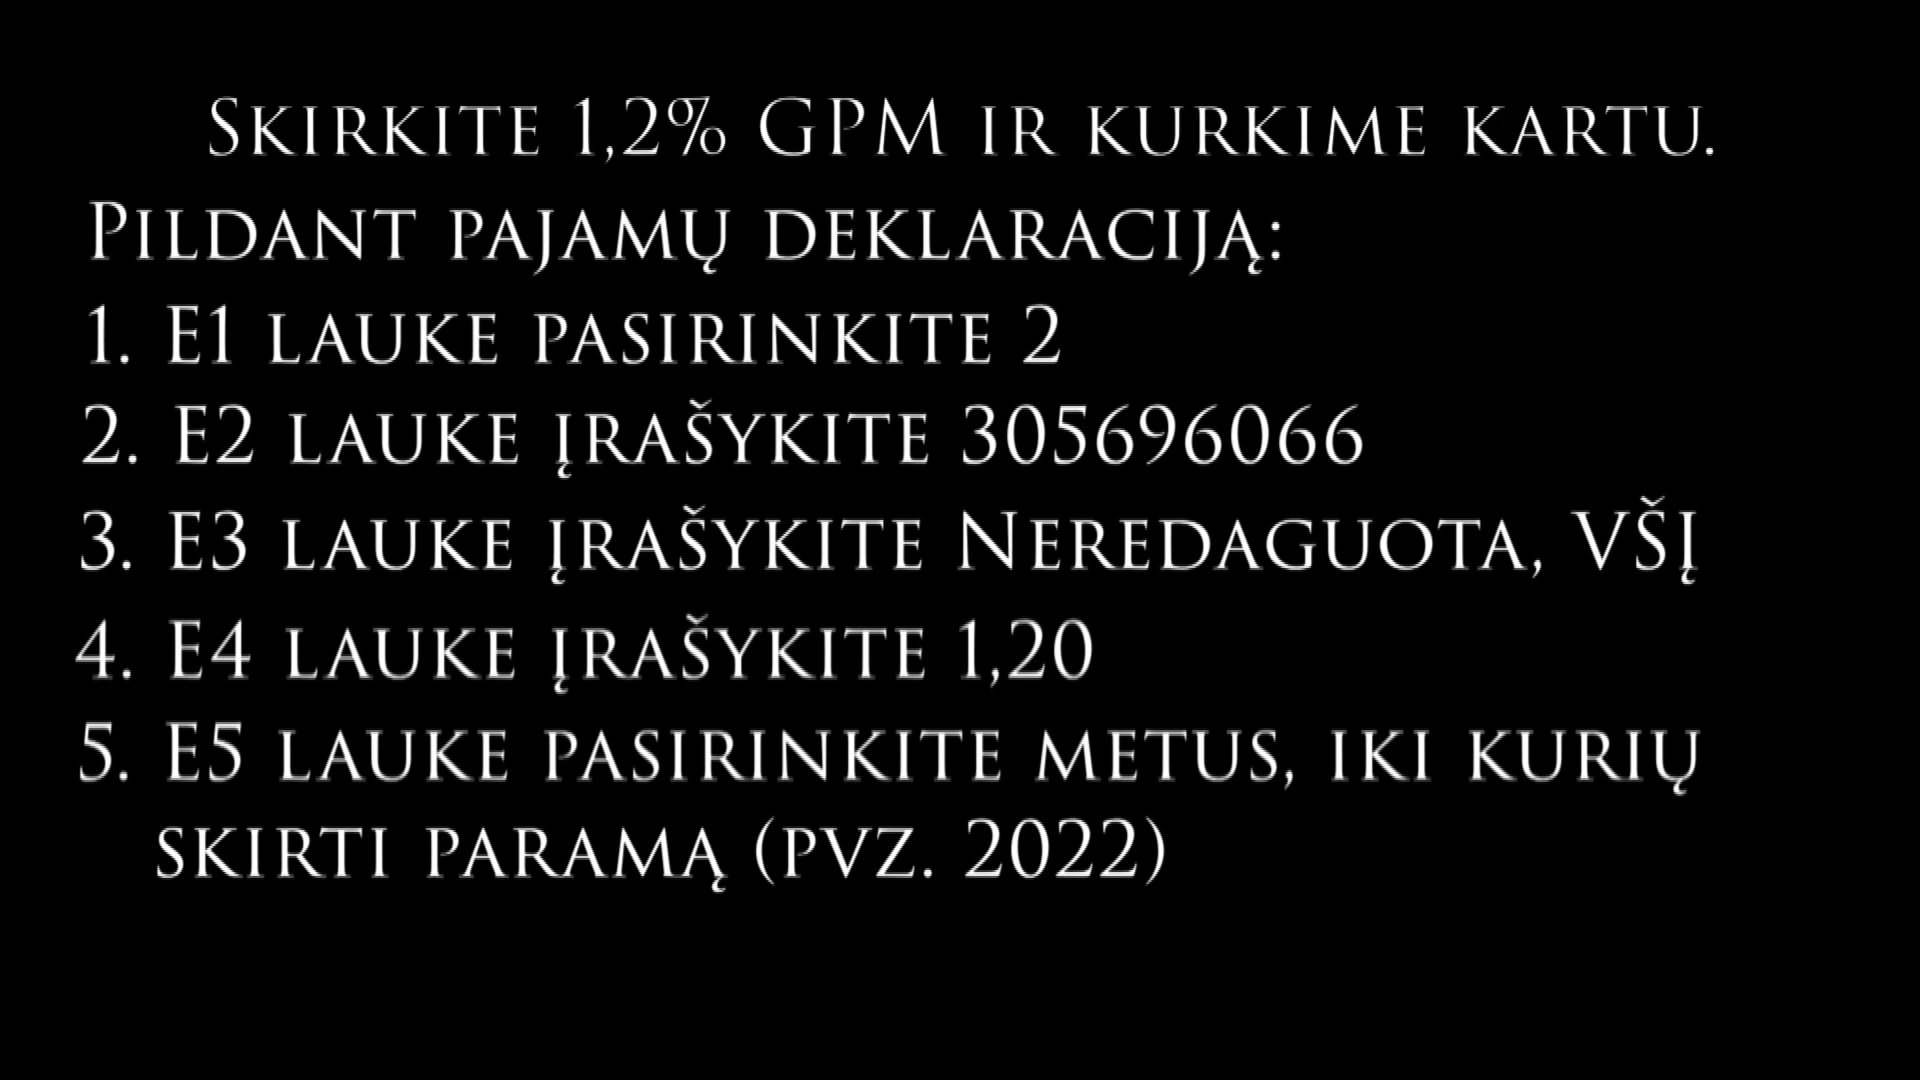 Skirkite 1,2% GPM ir kurkime kartu.
Pildant pajamų deklaraciją:
1. E1 lauke pasirinkite 2
2. E2 lauke įrašykite 305696066
3. E3 lauke įrašykite Neredaguota, VŠĮ
4. E4 lauke įrašykite 1,20
5. E5 lauke pasirinkite metus, iki kurių
skirti paramą (pvz. 2022)